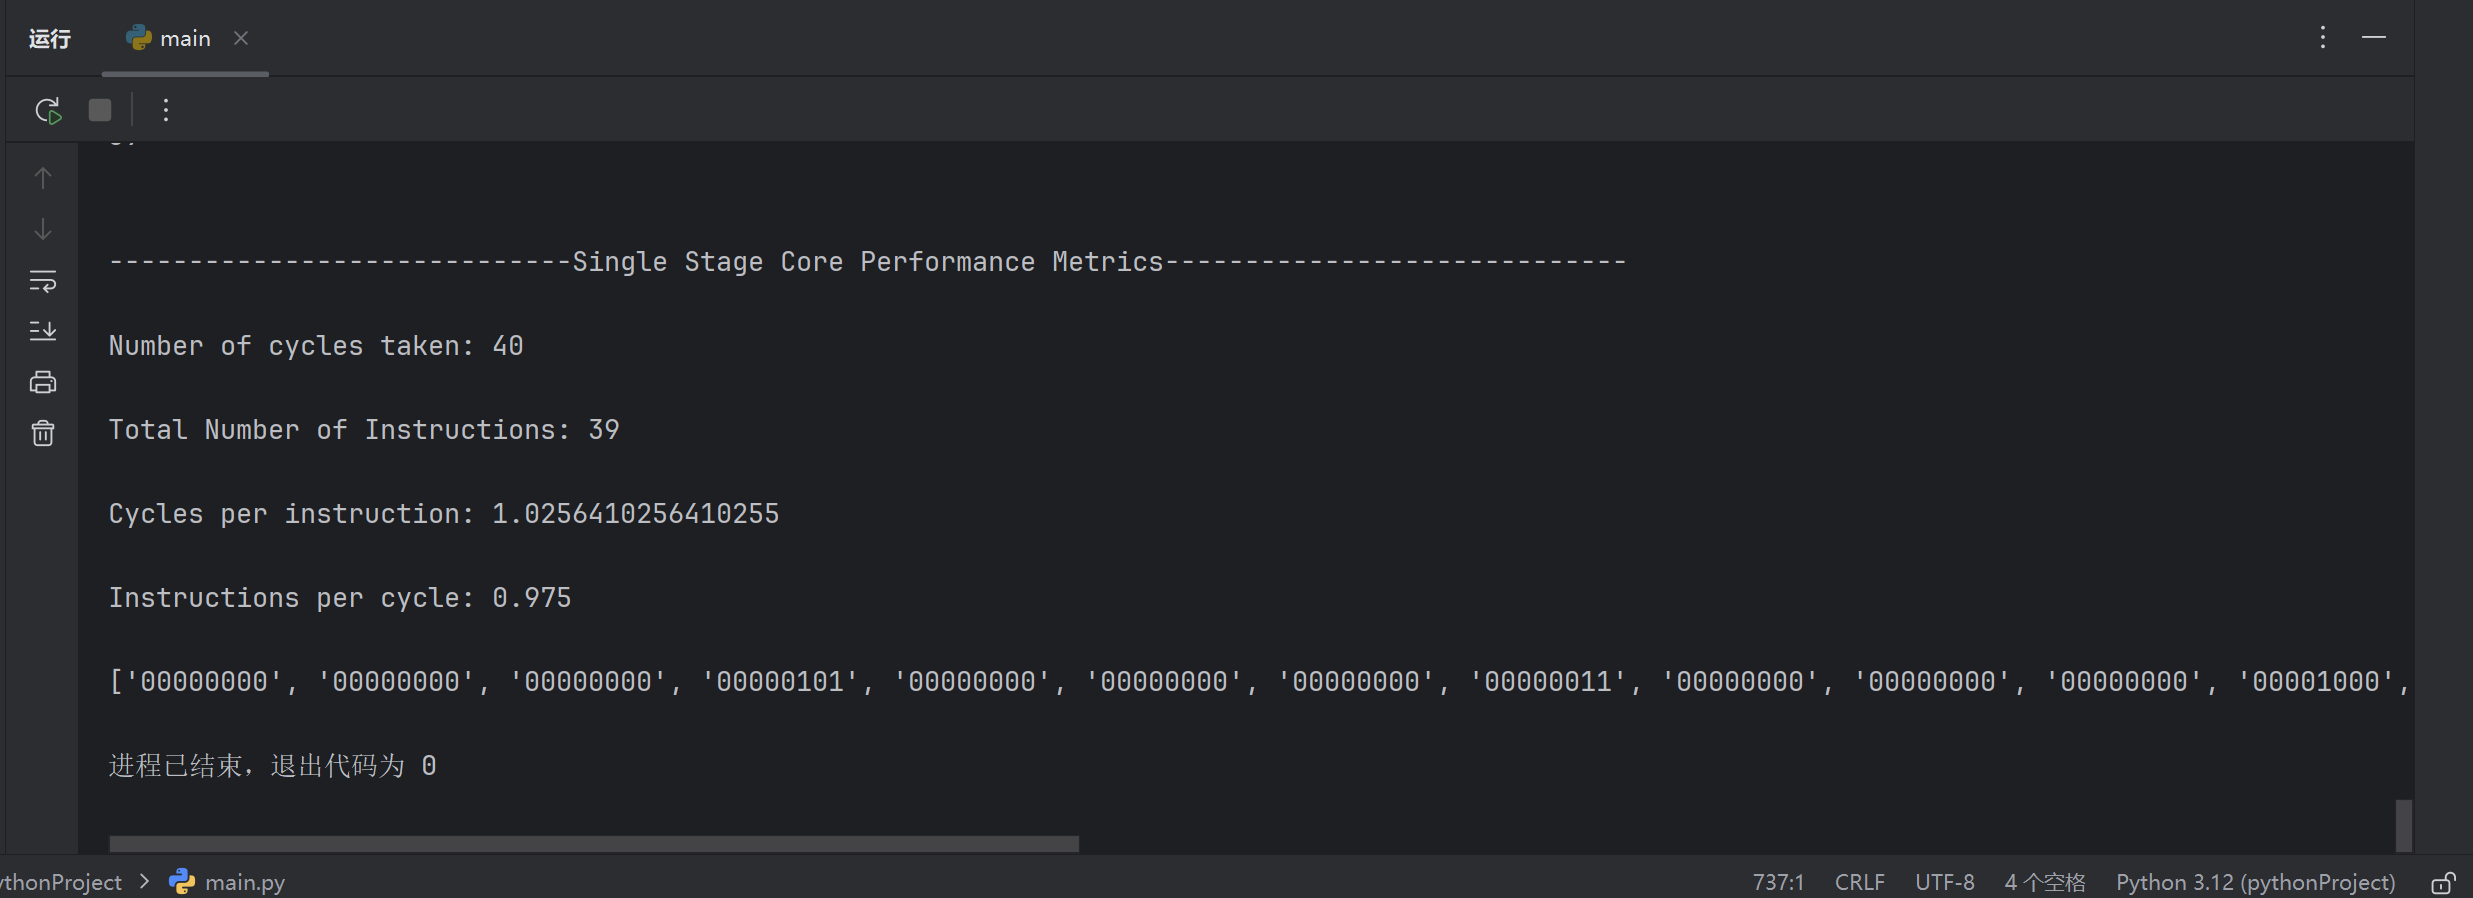 运行 main
-----------------------------Single Stage Core Performance Metrics-----------------------------
Number of cycles taken: 40
Total Number of Instructions: 39
Cycles per instruction: 1.0256410256410255
Instructions per cycle: 0.975
['00000000', '00000000', '00000000', '00000101', '00000000', '00000000', '00000000', '00000011', '00000000', '00000000', '00000000', '00001000',
进程已结束，退出代码为 0
ythonProject main.py 737:1 CRLF UTF-8 4 个空格 Python 3.12 (pythonProject)